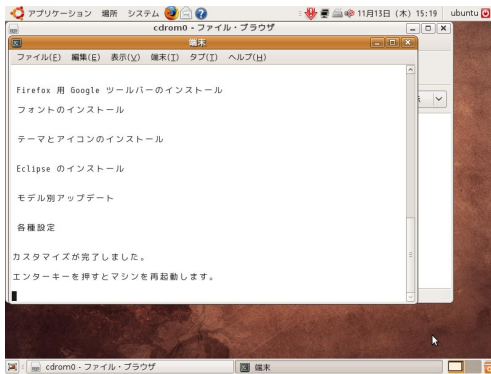 アプリケーション 場所 システム 11月13日 (木) 15:19 ubuntu
cdrom0 - ファイル・ブラウザ
端末
ファイル(F) 編集(E) 表示(V) 端末(T) タブ(T) ヘルプ(H)
Firefox 用 Google ツールバーのインストール
フォントのインストール
テーマとアイコンのインストール
Eclipse のインストール
モデル別アップデート
各種設定
カスタマイズが完了しました。
エンターキーを押すとマシンを再起動します。
cdrom0 - ファイル・ブラウザ 端末